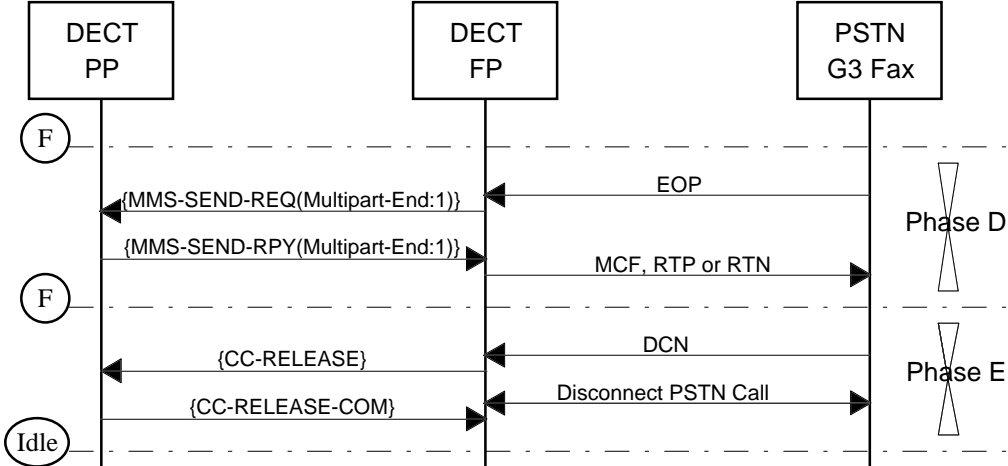 DECT
PP
DECT
FP
PSTN
G3 Fax
F
EOP
{MMS-SEND-REQ(Multipart-End:1)}
Phase D
{MMS-SEND-RPY(Multipart-End:1)}
MCF, RTP or RTN
F
DCN
{CC-RELEASE}
Phase E
Disconnect PSTN Call
{CC-RELEASE-COM}
Idle